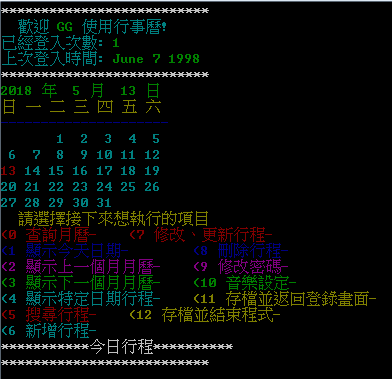 **************************
歡迎 GG 使用行事曆!
已經登入次數: 1
上次登入時間: June 7 1998
**************************
2018 年 5 月 13 日
日 一 二 三 四 五 六
---------------------
1 2 3 4 5
6 7 8 9 10 11 12
13 14 15 16 17 18 19
20 21 22 23 24 25 26
27 28 29 30 31
請選擇接下來想執行的項目
<0 查詢月曆- <7 修改、更新行程-
<1 顯示今天日期- <8 刪除行程-
<2 顯示上一個月月曆- <9 修改密碼-
<3 顯示下一個月月曆- <10 音樂設定-
<4 顯示特定日期行程- <11 存檔並返回登錄畫面-
<5 搜尋行程- <12 存檔並結束程式-
<6 新增行程-
***********今日行程**********
**************************